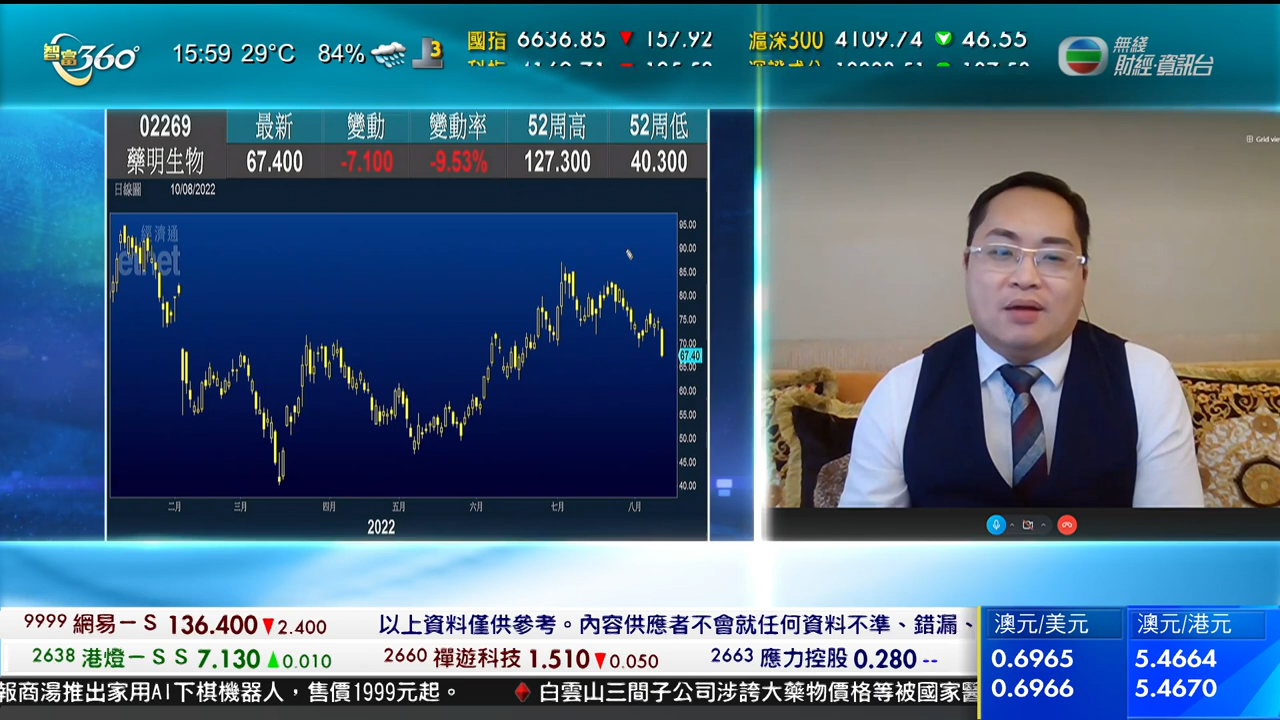 智富360°
15:59 29°C 84%
3
國指 6636.85 ▼ 157.92
滬深300 4109.74 46.55
無綫
財經·資訊台
02269 最新 變動 變動率 52周高 52周低
藥明生物 67.400 -7.100 -9.53% 127.300 40.300
日線圖 10/08/2022
經濟通
etnet
95.00
90.00
85.00
80.00
75.00
70.00
67.40
65.00
60.00
55.00
50.00
45.00
40.00
二月 三月 四月 五月 六月 七月 八月
2022
Grid vie
9999 網易－S 136.400 ▼ 2.400 以上資料僅供參考。內容供應者不會就任何資料不準、錯漏、
2638 港燈－SS 7.130 ▲ 0.010 2660 禪遊科技 1.510 ▼ 0.050 2663 應力控股 0.280 --
報商湯推出家用AI下棋機器人，售價1999元起。 白雲山三間子公司涉誇大藥物價格等被國家醫
澳元/美元 澳元/港元
0.6965 5.4664
0.6966 5.4670